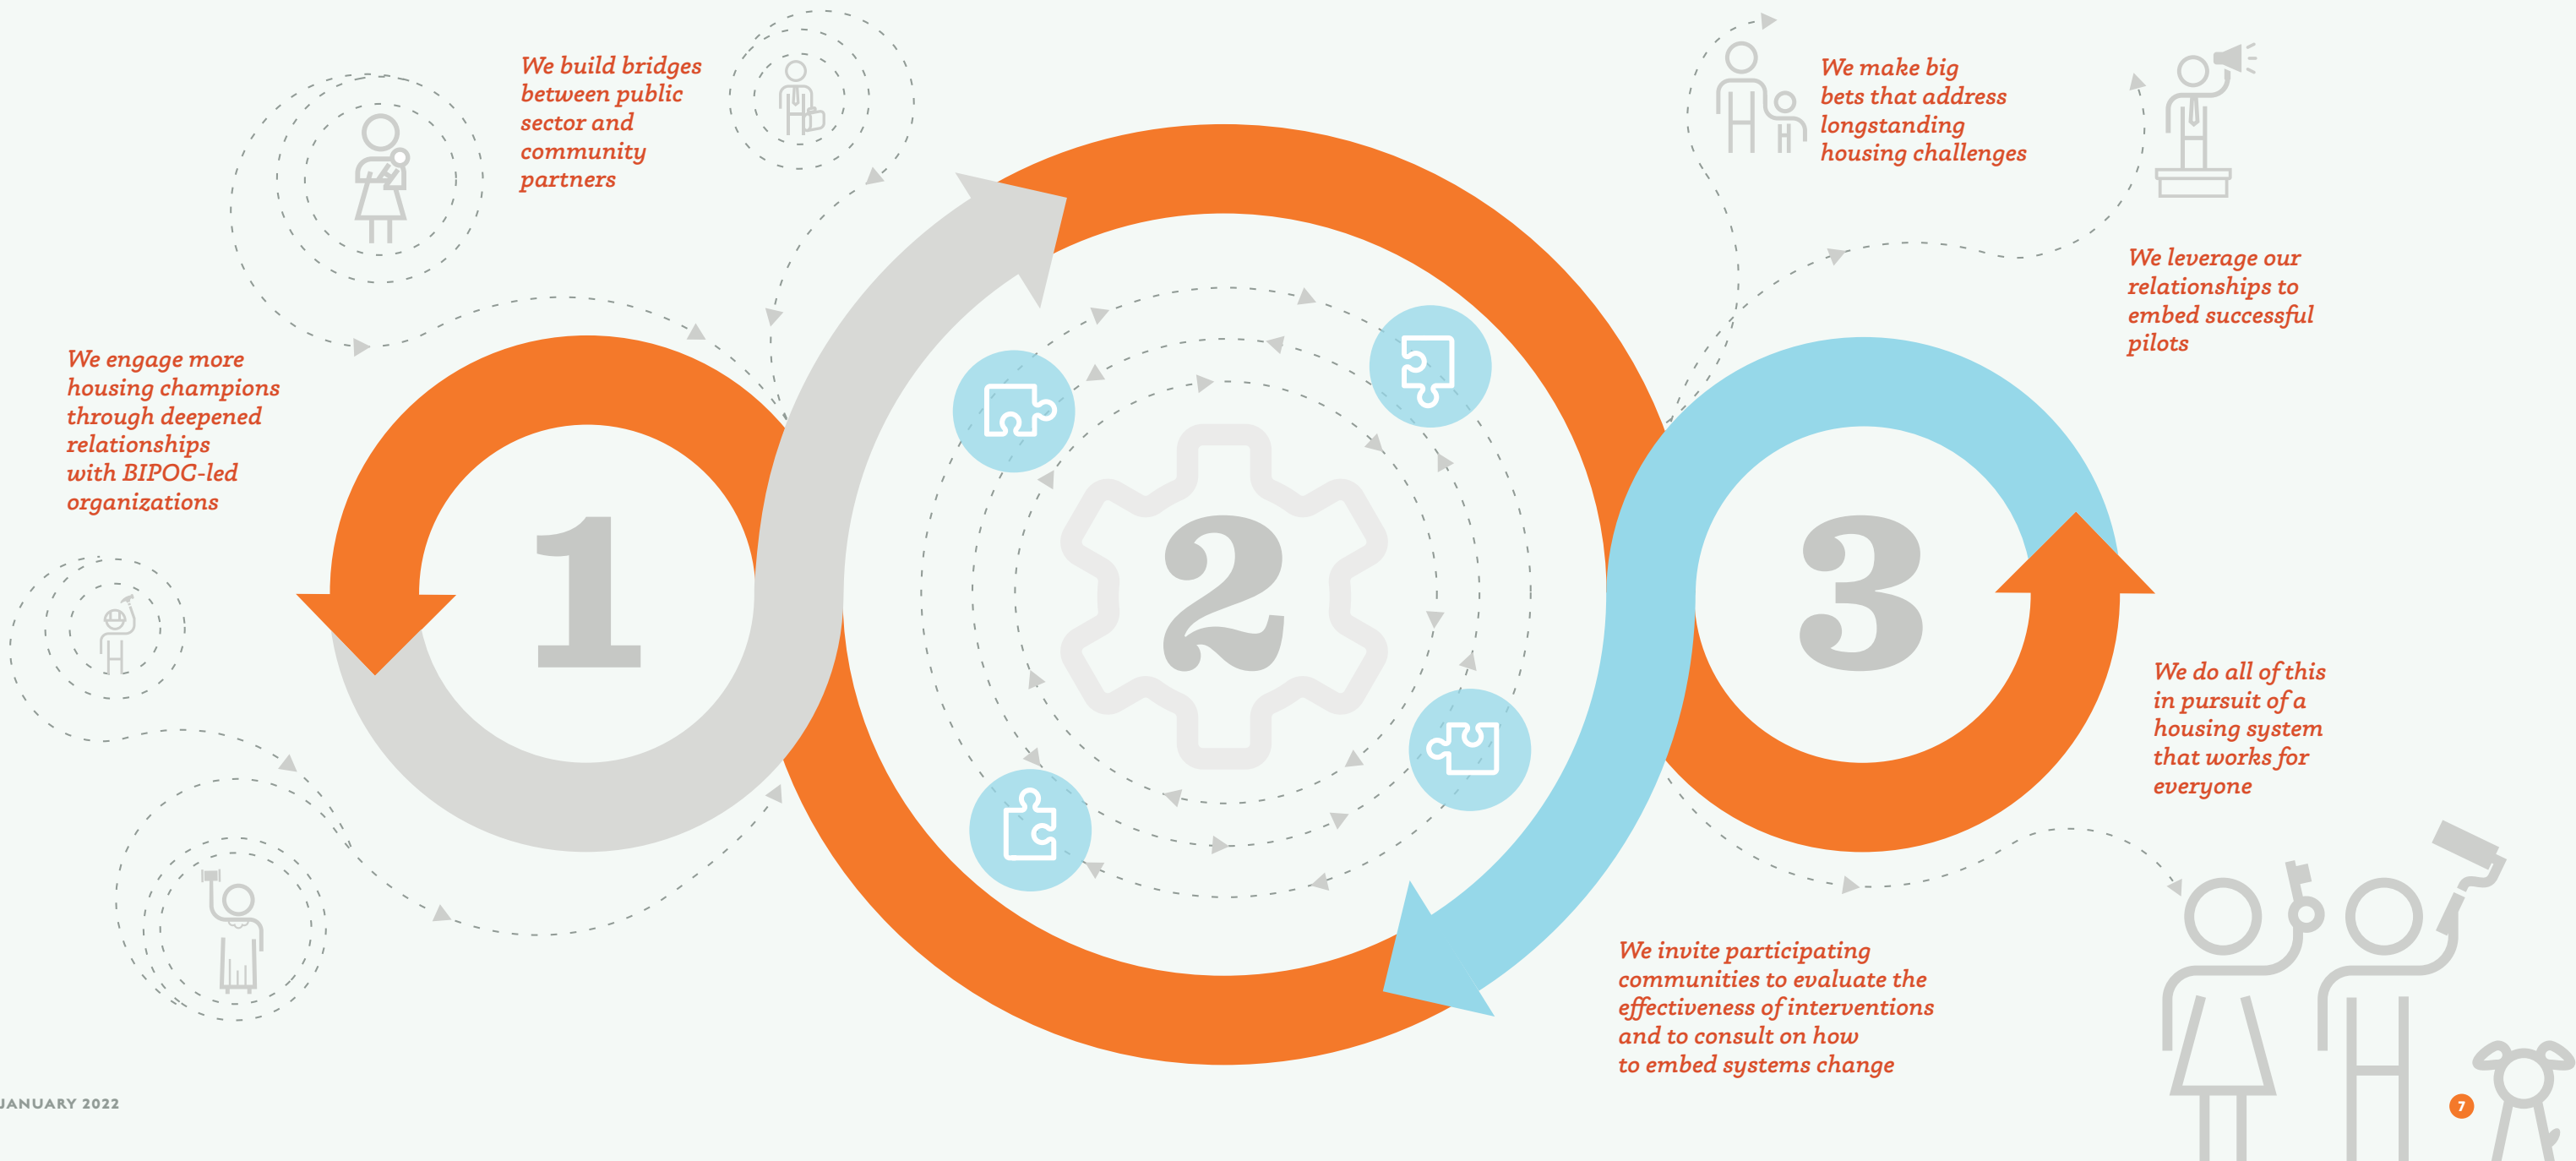 We build bridges
between public
sector and
community
partners
We engage more
housing champions
through deepened
relationships
with BIPOC-led
organizations
1
2
3
We make big
bets that address
longstanding
housing challenges
We leverage our
relationships to
embed successful
pilots
We do all of this
in pursuit of a
housing system
that works for
everyone
We invite participating
communities to evaluate the
effectiveness of interventions
and to consult on how
to embed systems change
JANUARY 2022
7